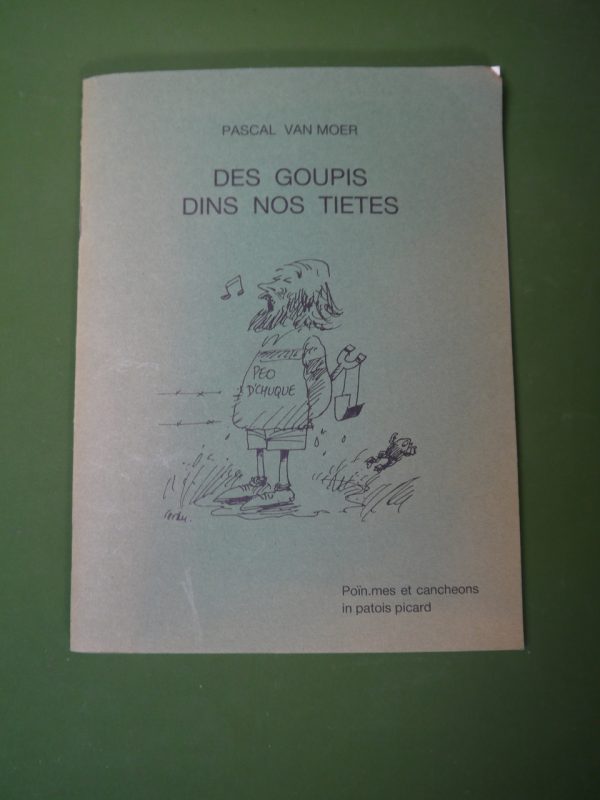 PASCAL VAN MOER
DES GOUPIS
DINS NOS TIETES
PEO
D'CHUQUE
Poïn.mes et cancheons
in patois picard